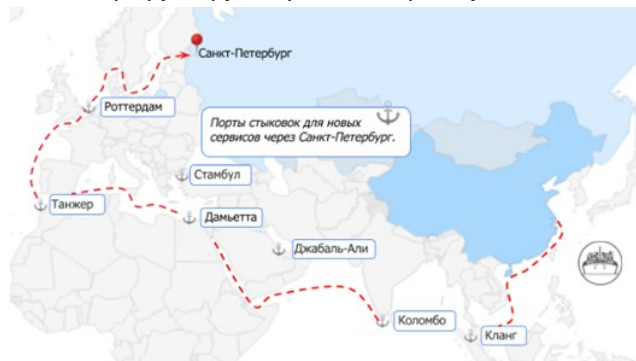 Санкт-Петербург
Роттердам
Порты стыковок для новых
сервисов через Санкт-Петербург.
Стамбул
Танжер
Дамьетта
Джабаль-Али
Коломбо
Кланг